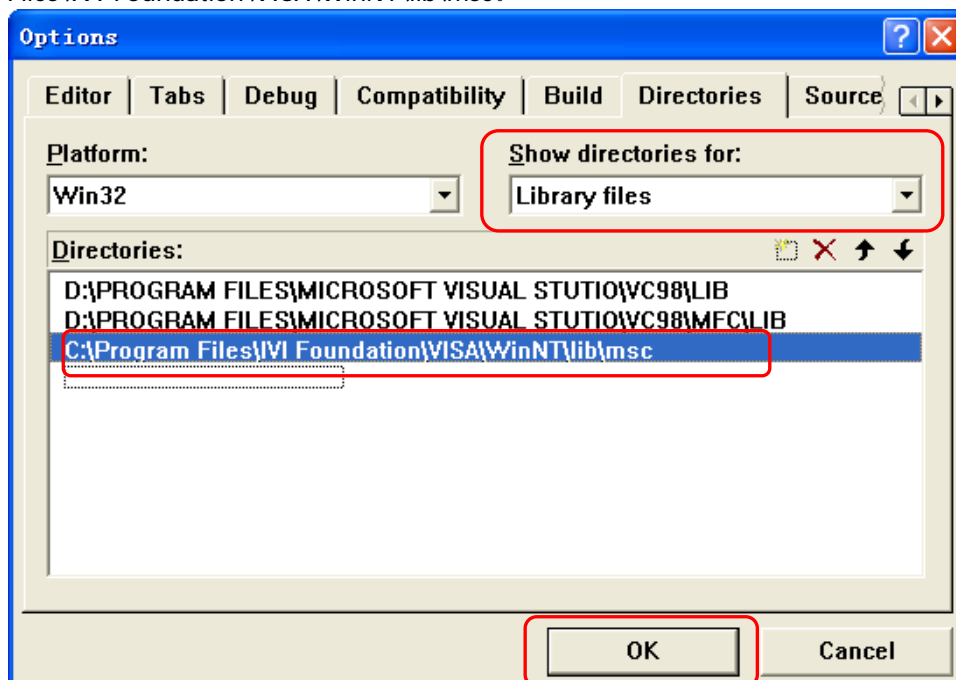 Options
Editor Tabs Debug Compatibility Build Directories Source
Platform: Show directories for:
Win32 Library files
Directories:
D:\PROGRAM FILES\MICROSOFT VISUAL STUTIO\VC98\LIB
D:\PROGRAM FILES\MICROSOFT VISUAL STUTIO\VC98\MFC\LIB
C:\Program Files\IVI Foundation\VISA\WinNT\lib\msc
OK Cancel